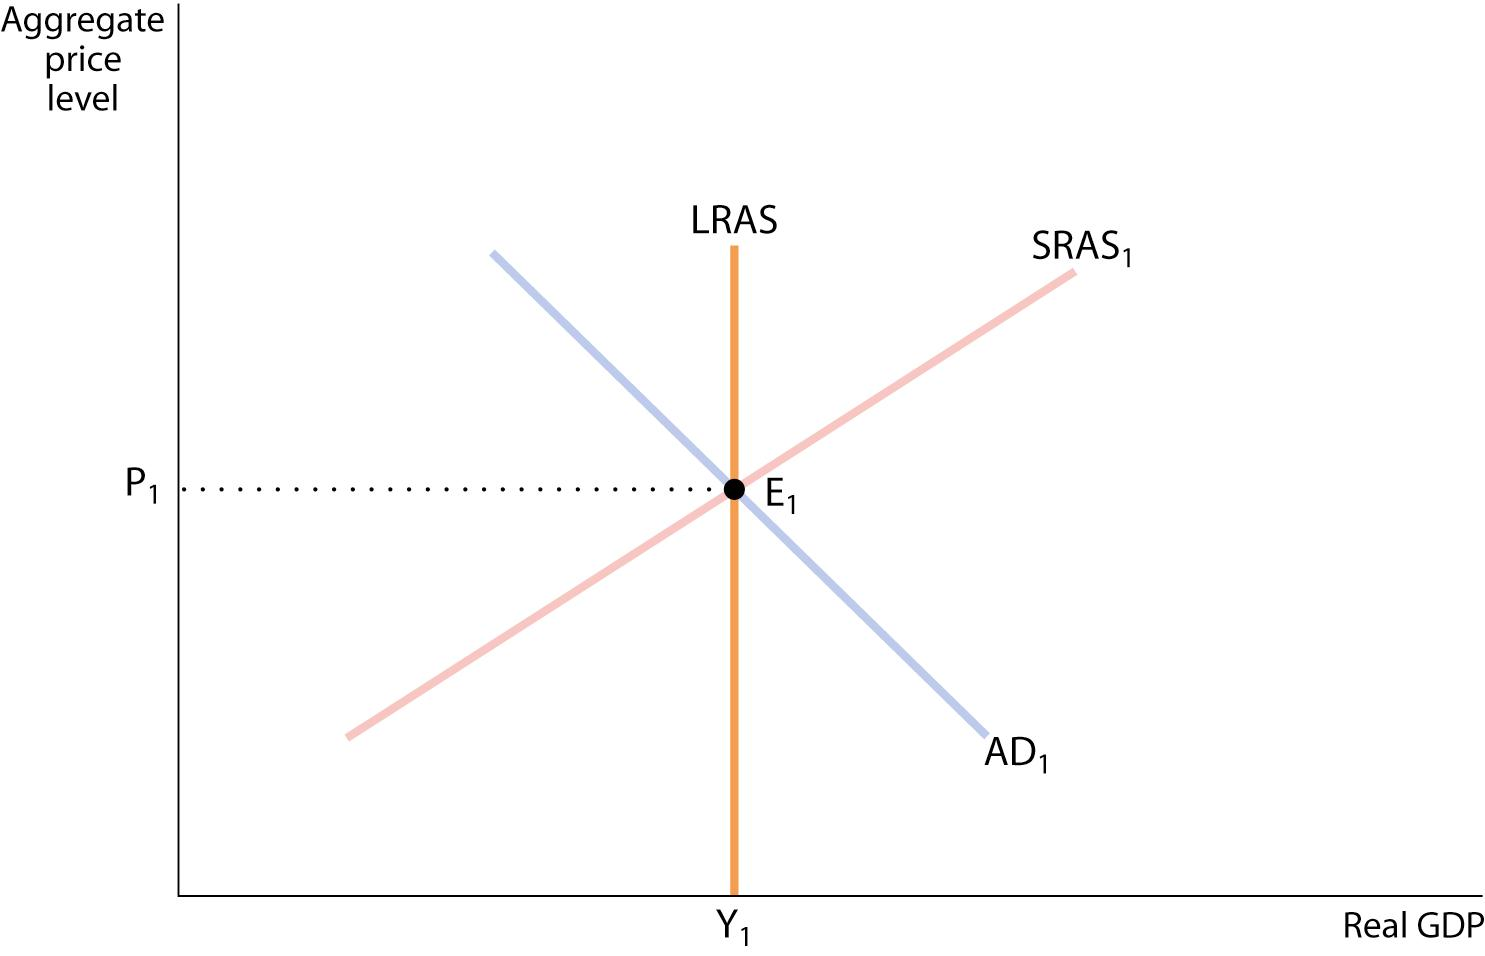 Aggregate
price
level
LRAS
SRAS₁
P₁
E₁
AD₁
Y₁
Real GDP